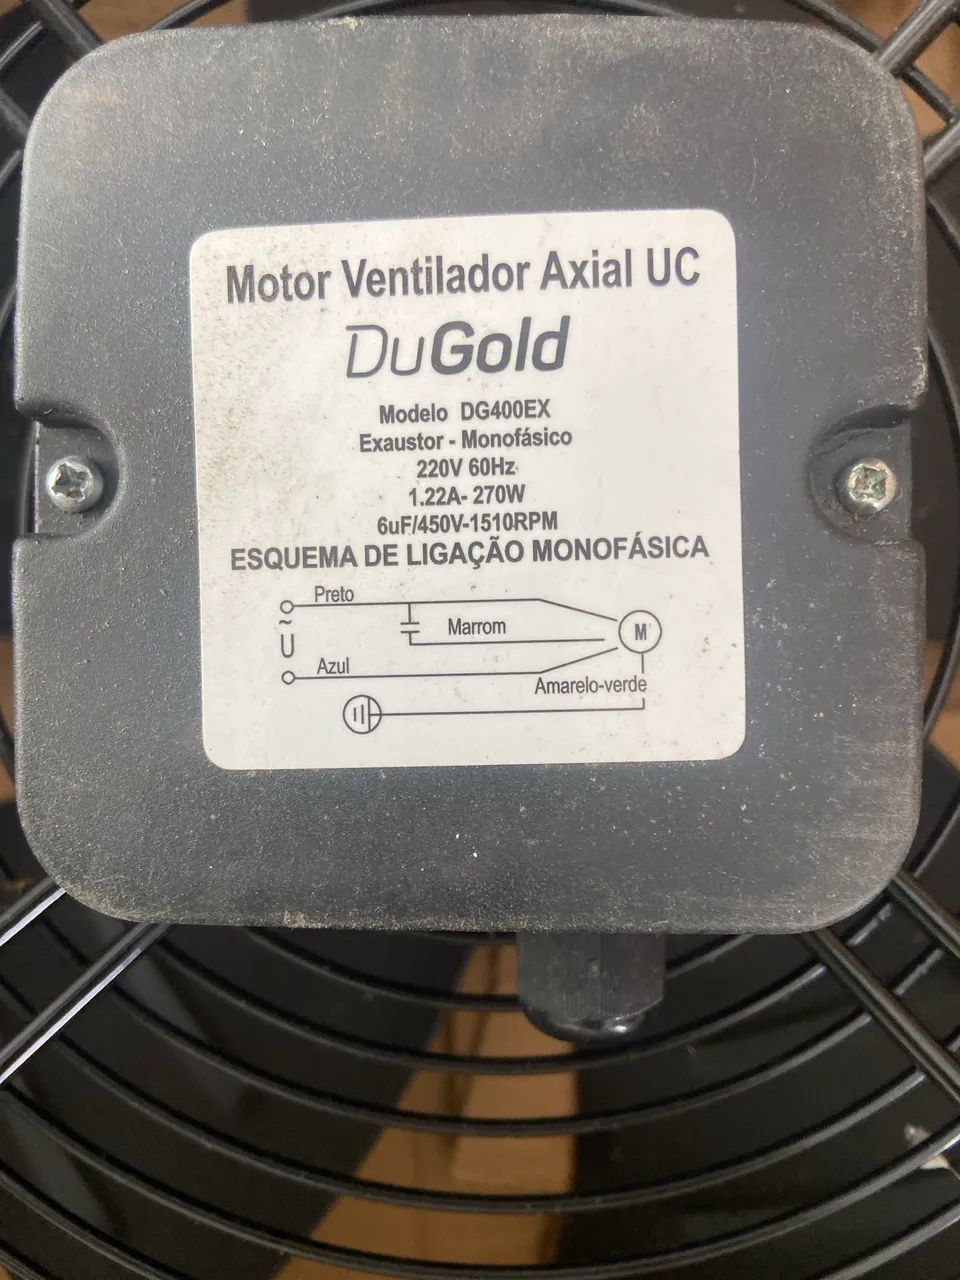 Motor Ventilador Axial UC
DuGold
Modelo DG400EX
Exaustor - Monofásico
220V 60Hz
1.22A- 270W
6uF/450V-1510RPM
ESQUEMA DE LIGAÇÃO MONOFÁSICA
Preto
~
U
Marrom
M
Azul
Amarelo-verde